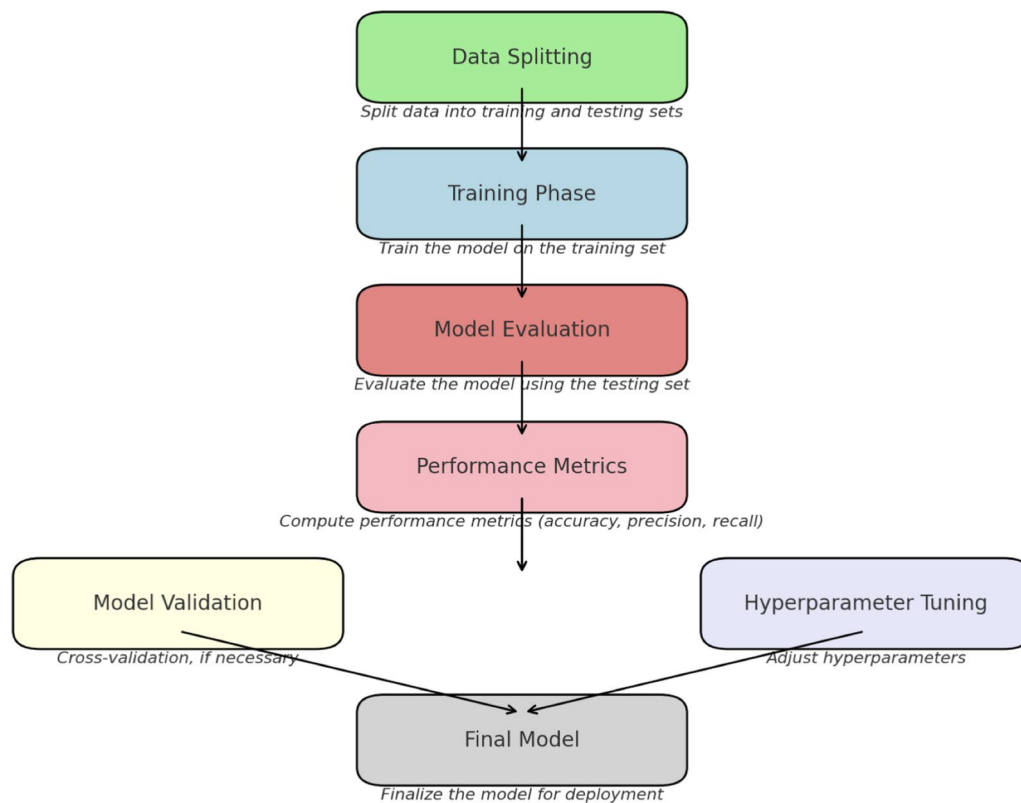 Data Splitting
Split data into training and testing sets
Training Phase
Train the model on the training set
Model Evaluation
Evaluate the model using the testing set
Performance Metrics
Compute performance metrics (accuracy, precision, recall)
Model Validation
Cross-validation, if necessary
Hyperparameter Tuning
Adjust hyperparameters
Final Model
Finalize the model for deployment